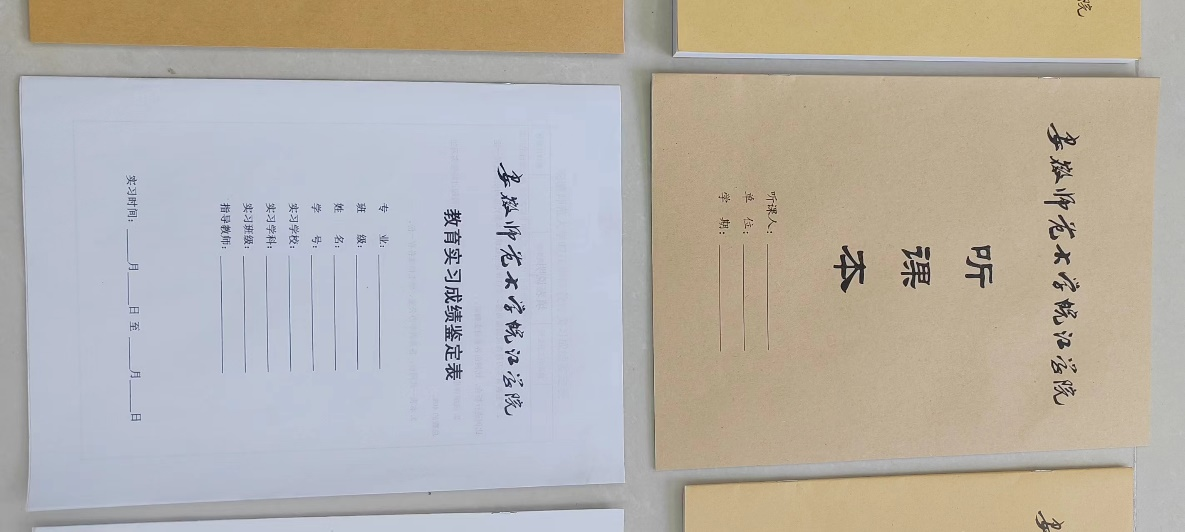 安徽师范大学皖江学院
教育实习成绩鉴定表
专 业：
班 级：
姓 名：
学 号：
实习学校：
实习学科：
实习班级：
指导教师：
实习时间： 月 日 至 月 日
院
安徽师范大学皖江学院
听
课
本
听课人：
单 位：
学 期：
安